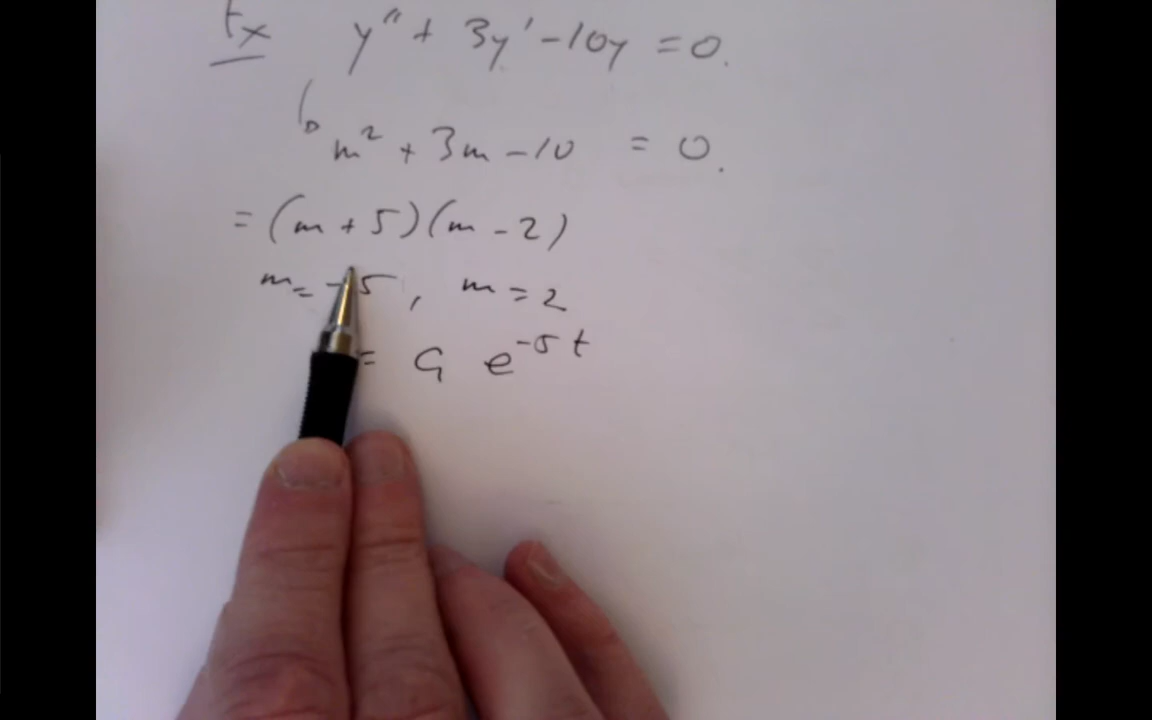 Ex y" + 3y' - 10y = 0.
m² + 3m - 10 = 0.
= (m + 5)(m - 2)
m = -5, m = 2
= C₁ e^{-5t}